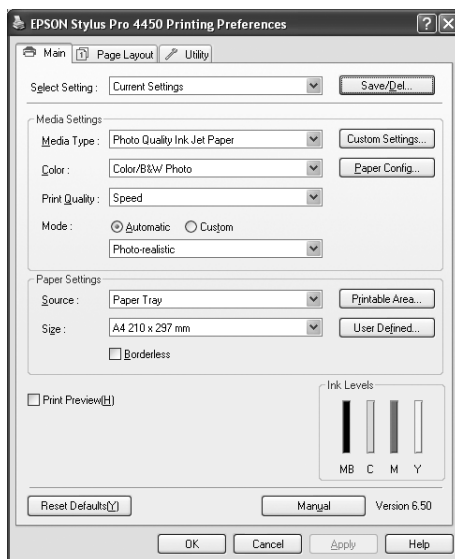 EPSON Stylus Pro 4450 Printing Preferences
Main Page Layout Utility
Select Setting : Current Settings Save/Del...
Media Settings
Media Type : Photo Quality Ink Jet Paper Custom Settings...
Color : Color/B&W Photo Paper Config...
Print Quality : Speed
Mode : Automatic Custom
Photo-realistic
Paper Settings
Source : Paper Tray Printable Area...
Size : A4 210 x 297 mm User Defined...
Borderless
Print Preview(H)
Ink Levels
MB C M Y
Reset Defaults(Y) Manual Version 6.50
OK Cancel Apply Help